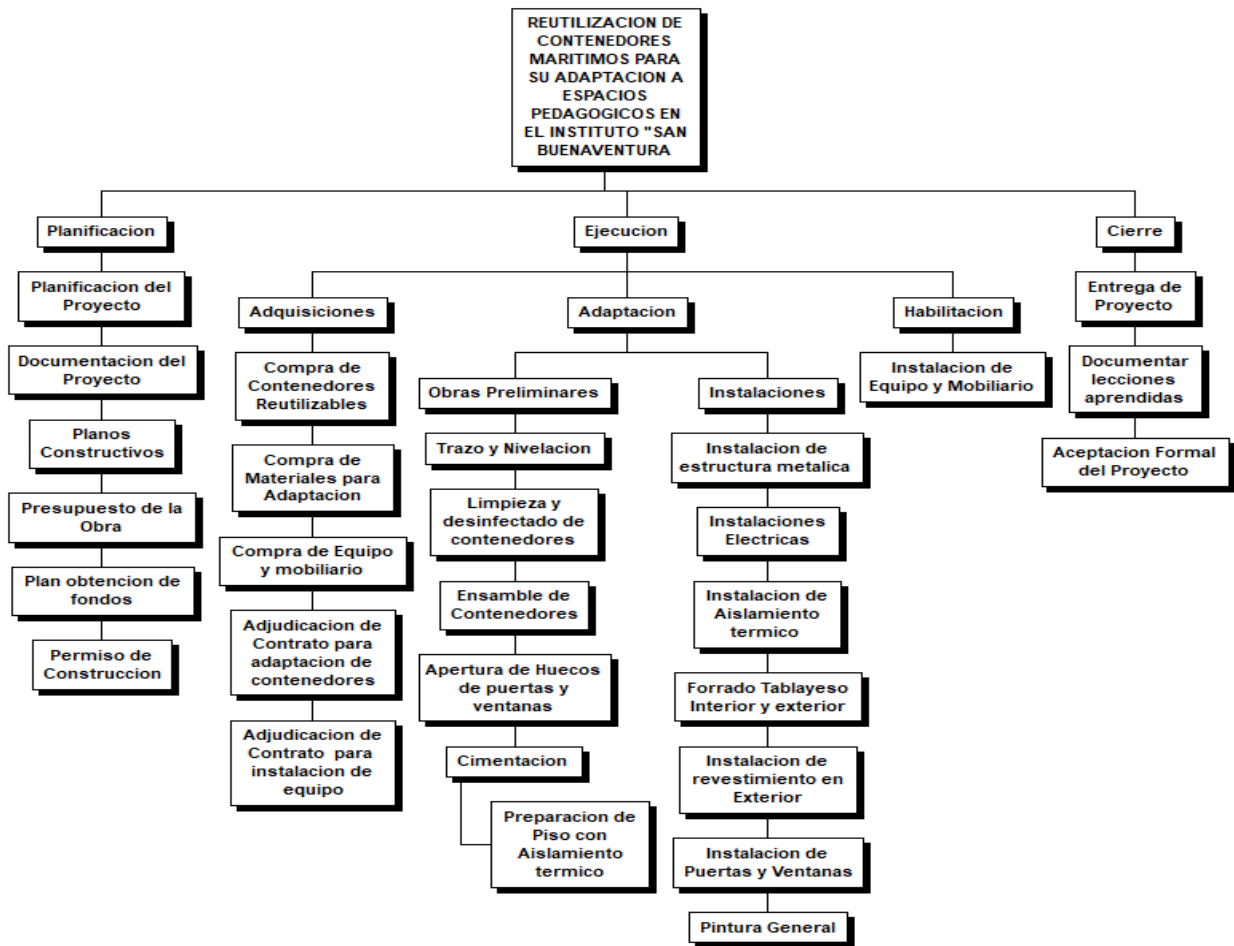 REUTILIZACION DE
CONTENEDORES
MARITIMOS PARA
SU ADAPTACION A
ESPACIOS
PEDAGOGICOS EN
EL INSTITUTO "SAN
BUENAVENTURA
Planificacion
Planificacion del
Proyecto
Documentacion del
Proyecto
Planos
Constructivos
Presupuesto de la
Obra
Plan obtencion de
fondos
Permiso de
Construccion
Ejecucion
Adquisiciones
Compra de
Contenedores
Reutilizables
Compra de
Materiales para
Adaptacion
Compra de Equipo
y mobiliario
Adjudicacion de
Contrato para
adaptacion de
contenedores
Adjudicacion de
Contrato para
instalacion de
equipo
Adaptacion
Obras Preliminares
Trazo y Nivelacion
Limpieza y
desinfectado de
contenedores
Ensamble de
Contenedores
Apertura de Huecos
de puertas y
ventanas
Cimentacion
Preparacion de
Piso con
Aislamiento
termico
Instalaciones
Instalacion de
estructura metalica
Instalaciones
Electricas
Instalacion de
Aislamiento
termico
Forrado Tablayeso
Interior y exterior
Instalacion de
revestimiento en
Exterior
Instalacion de
Puertas y Ventanas
Pintura General
Habilitacion
Instalacion de
Equipo y Mobiliario
Cierre
Entrega de
Proyecto
Documentar
lecciones
aprendidas
Aceptacion Formal
del Proyecto